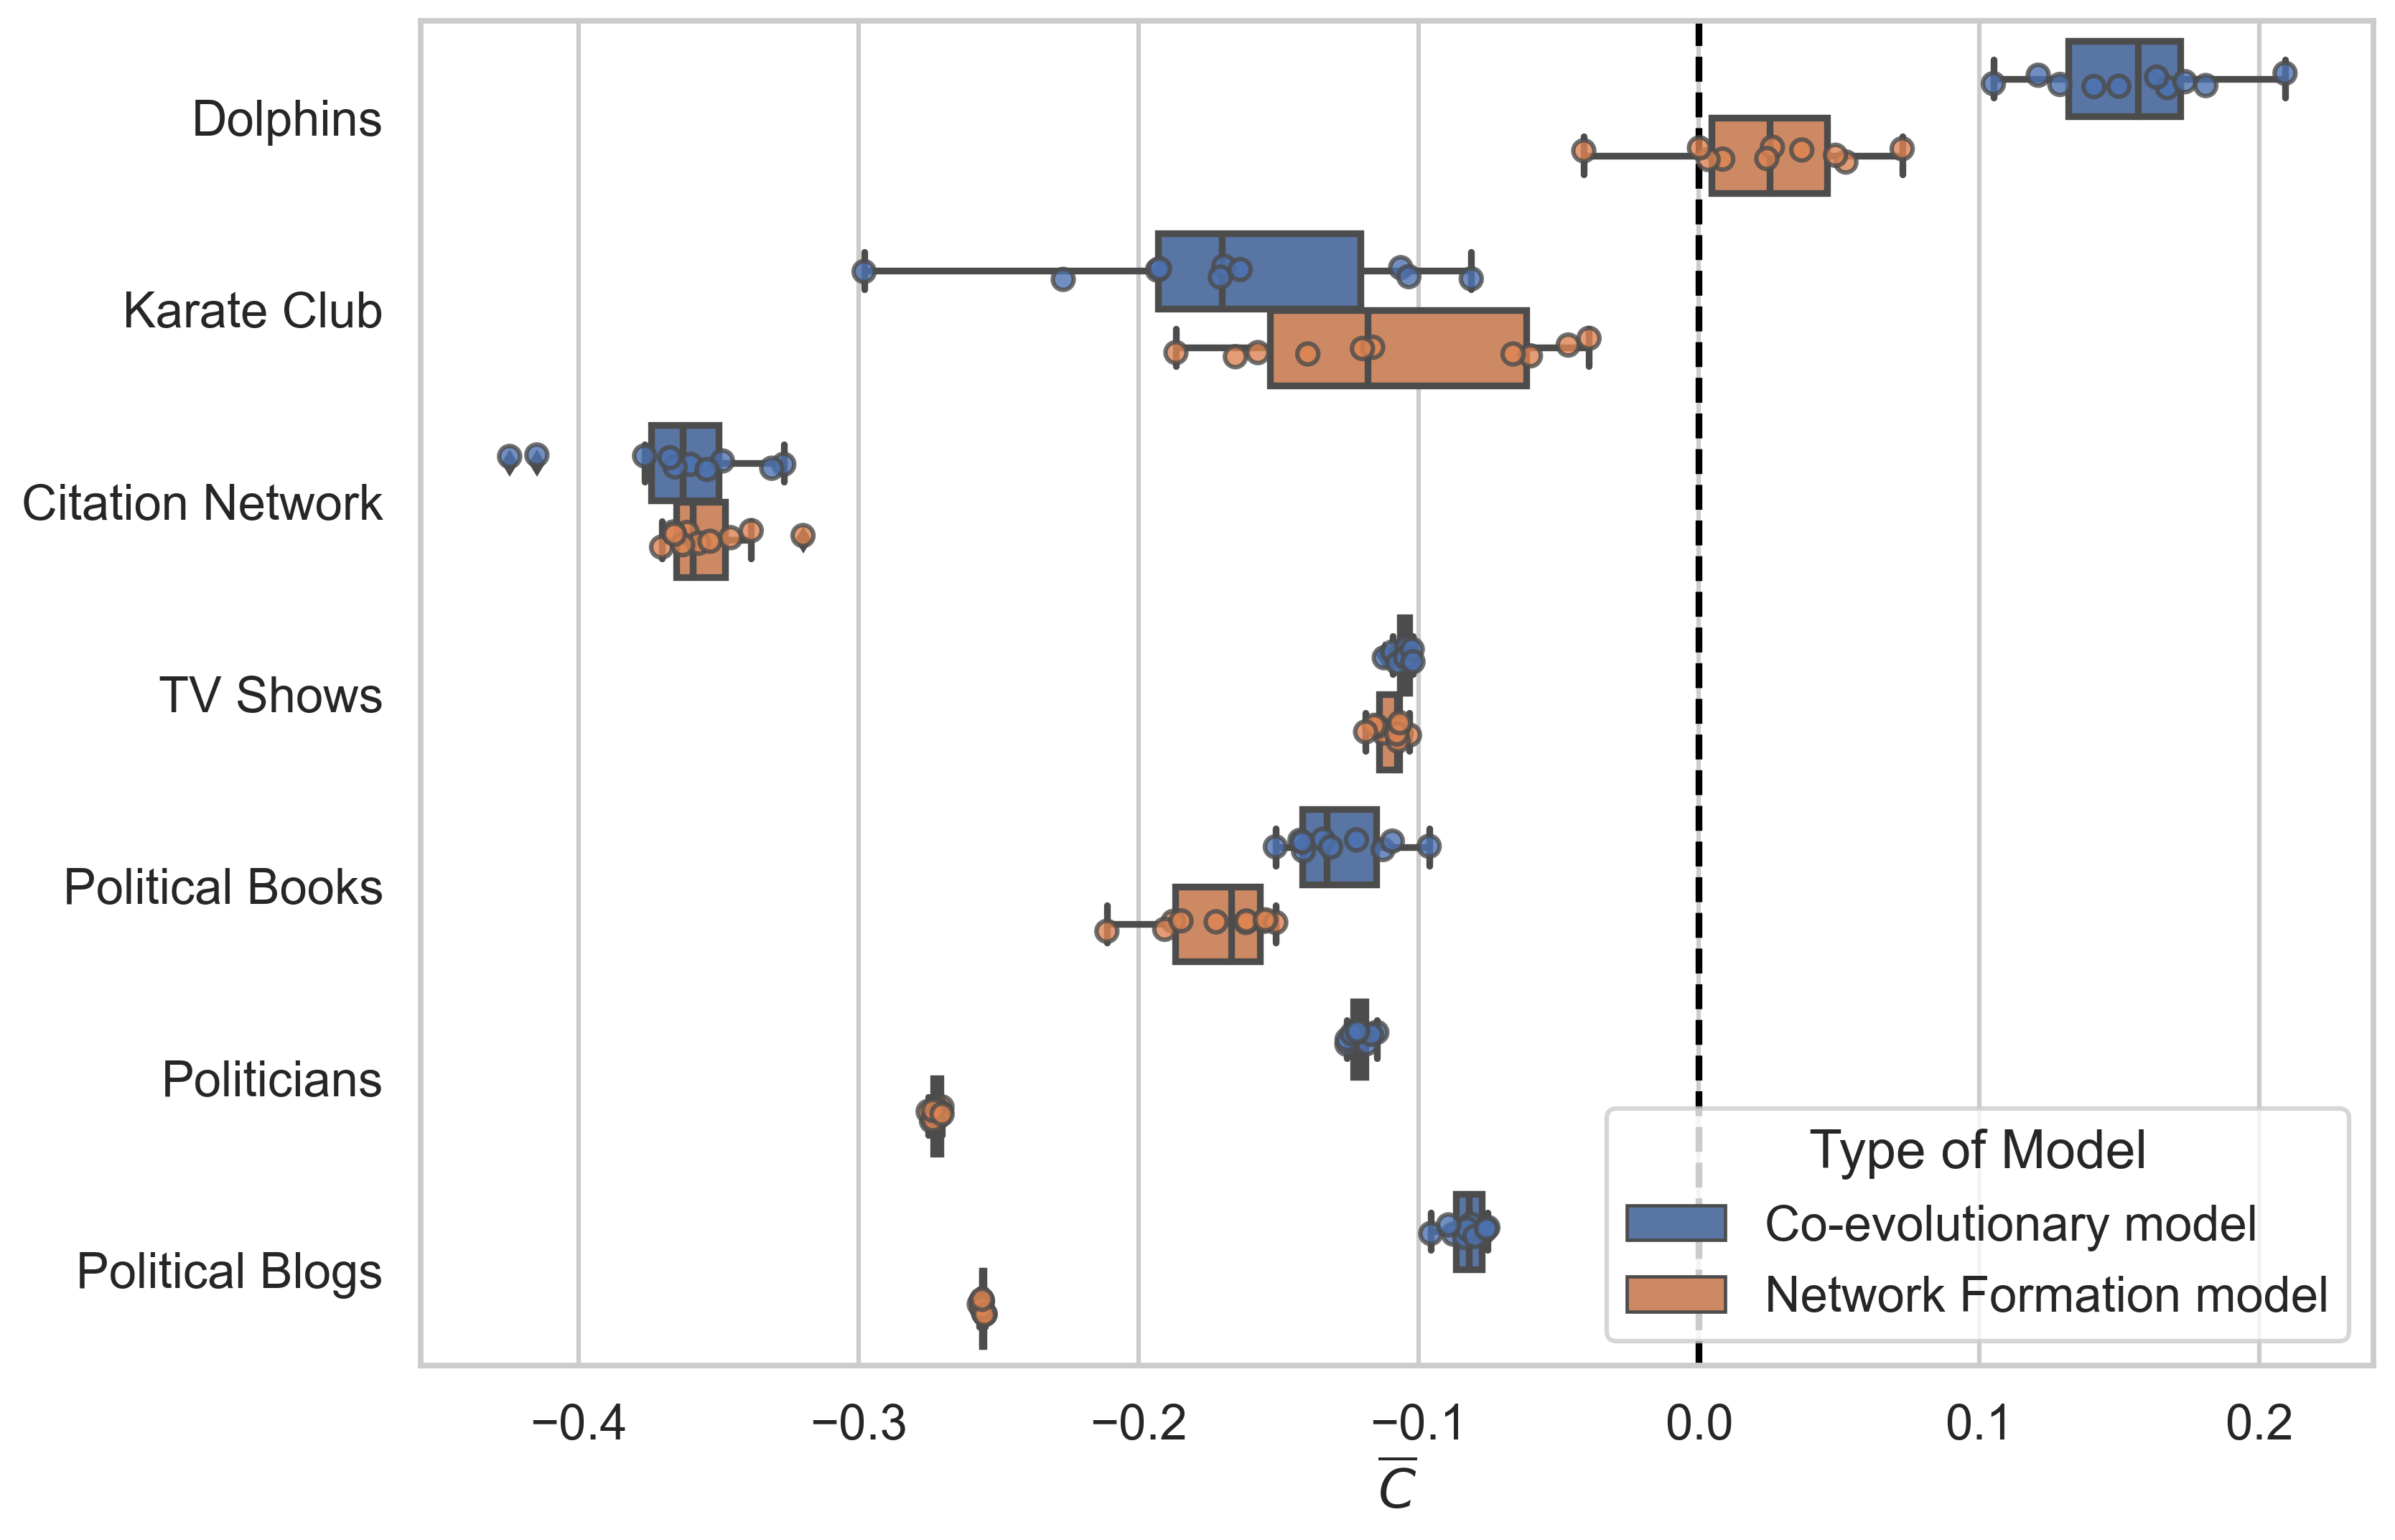 Dolphins
Karate Club
Citation Network
TV Shows
Political Books
Politicians
Political Blogs
Type of Model
Co-evolutionary model
Network Formation model
−0.4 −0.3 −0.2 −0.1 0.0 0.1 0.2
C̅